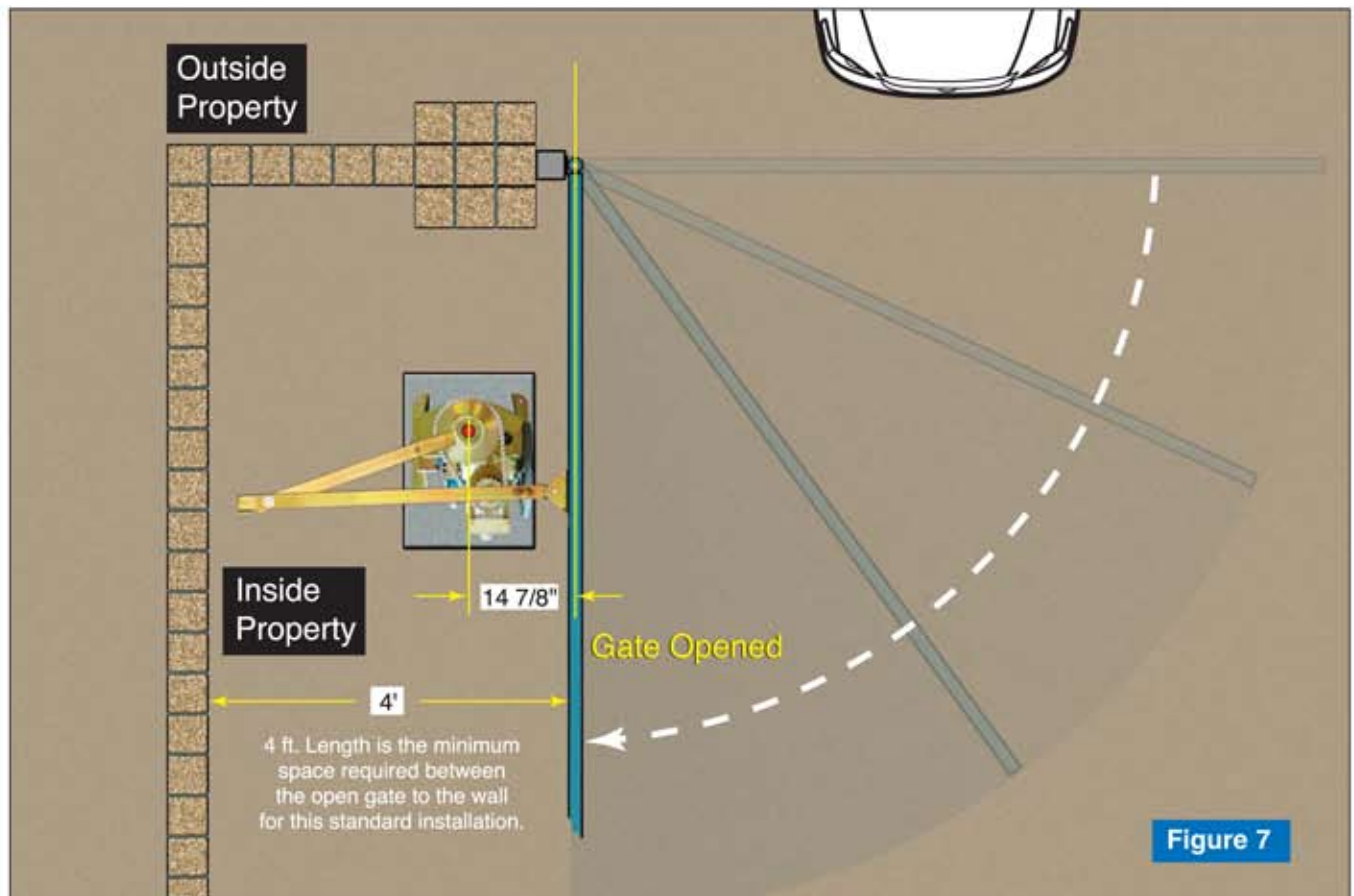 Outside
Property
14 7/8"
Inside
Property
Gate Opened
4'
4 ft. Length is the minimum
space required between
the open gate to the wall
for this standard installation.
Figure 7